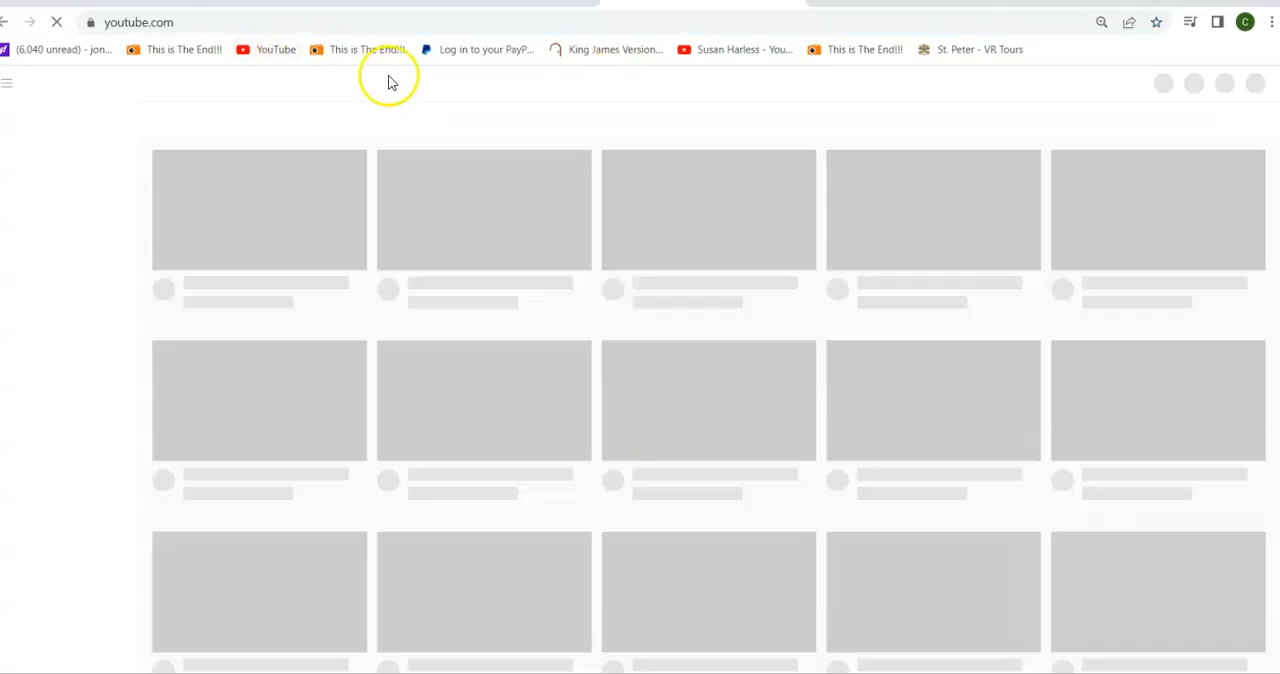 youtube.com
C
(6,040 unread) - jon... This is The End!!! YouTube This is The End!!! Log in to your PayP... King James Version... Susan Harless - You... This is The End!!! St. Peter - VR Tours